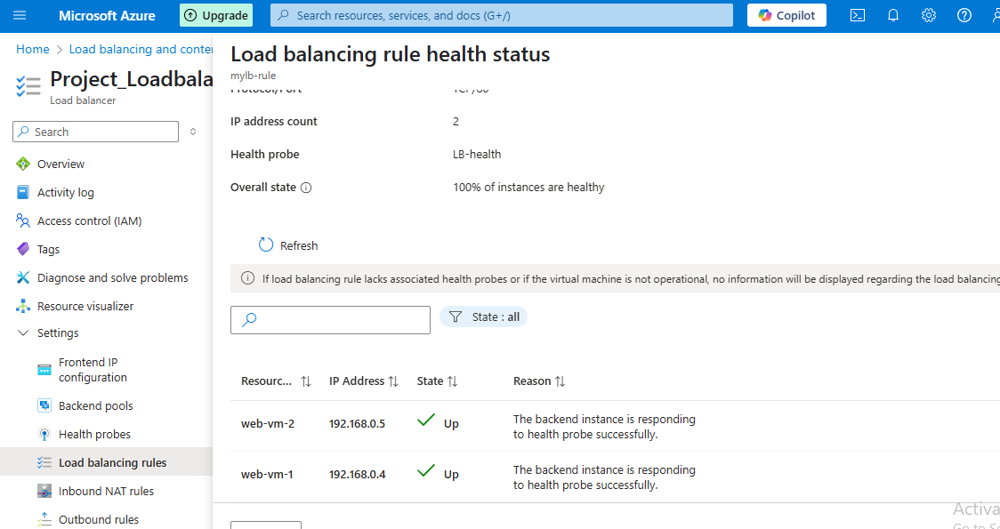 Microsoft Azure
Upgrade
Search resources, services, and docs (G+/)
Copilot
Home > Load balancing and conte
Project_Loadbala
Load balancer
Search
Overview
Activity log
Access control (IAM)
Tags
Diagnose and solve problems
Resource visualizer
Settings
Frontend IP
configuration
Backend pools
Health probes
Load balancing rules
Inbound NAT rules
Outbound rules
Load balancing rule health status
mylb-rule
IP address count 2
Health probe LB-health
Overall state 100% of instances are healthy
Refresh
If load balancing rule lacks associated health probes or if the virtual machine is not operational, no information will be displayed regarding the load balancing
State : all
Resourc... IP Address State Reason
web-vm-2 192.168.0.5 Up The backend instance is responding
to health probe successfully.
web-vm-1 192.168.0.4 Up The backend instance is responding
to health probe successfully.
Activa